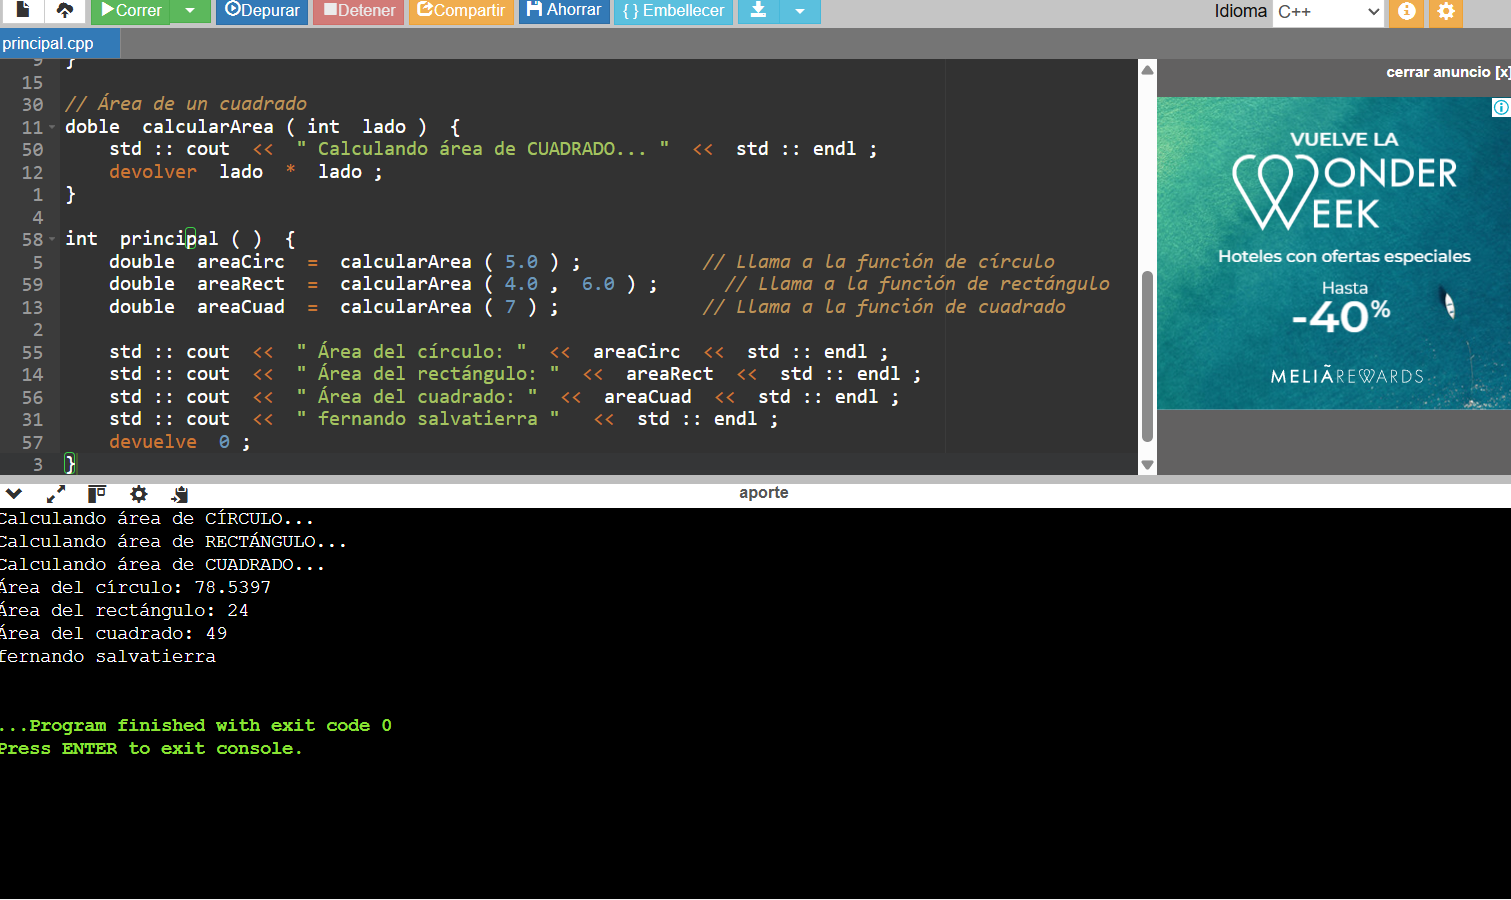 Correr Depurar Detener Compartir Ahorrar { } Embellecer Idioma C++
principal.cpp
cerrar anuncio [x]
9 }
15
30 // Área de un cuadrado
11 doble calcularArea ( int lado ) {
50 std :: cout << " Calculando área de CUADRADO... " << std :: endl ;
12 devolver lado * lado ;
1 }
4
58 int principal ( ) {
5 double areaCirc = calcularArea ( 5.0 ) ; // Llama a la función de círculo
59 double areaRect = calcularArea ( 4.0 , 6.0 ) ; // Llama a la función de rectángulo
13 double areaCuad = calcularArea ( 7 ) ; // Llama a la función de cuadrado
2
55 std :: cout << " Área del círculo: " << areaCirc << std :: endl ;
14 std :: cout << " Área del rectángulo: " << areaRect << std :: endl ;
56 std :: cout << " Área del cuadrado: " << areaCuad << std :: endl ;
31 std :: cout << " fernando salvatierra " << std :: endl ;
57 devuelve 0 ;
3 }
VUELVE LA
WONDER
WEEK
Hoteles con ofertas especiales
Hasta
-40%
MELIÃREWARDS
aporte
Calculando área de CÍRCULO...
Calculando área de RECTÁNGULO...
Calculando área de CUADRADO...
Área del círculo: 78.5397
Área del rectángulo: 24
Área del cuadrado: 49
fernando salvatierra
...Program finished with exit code 0
Press ENTER to exit console.